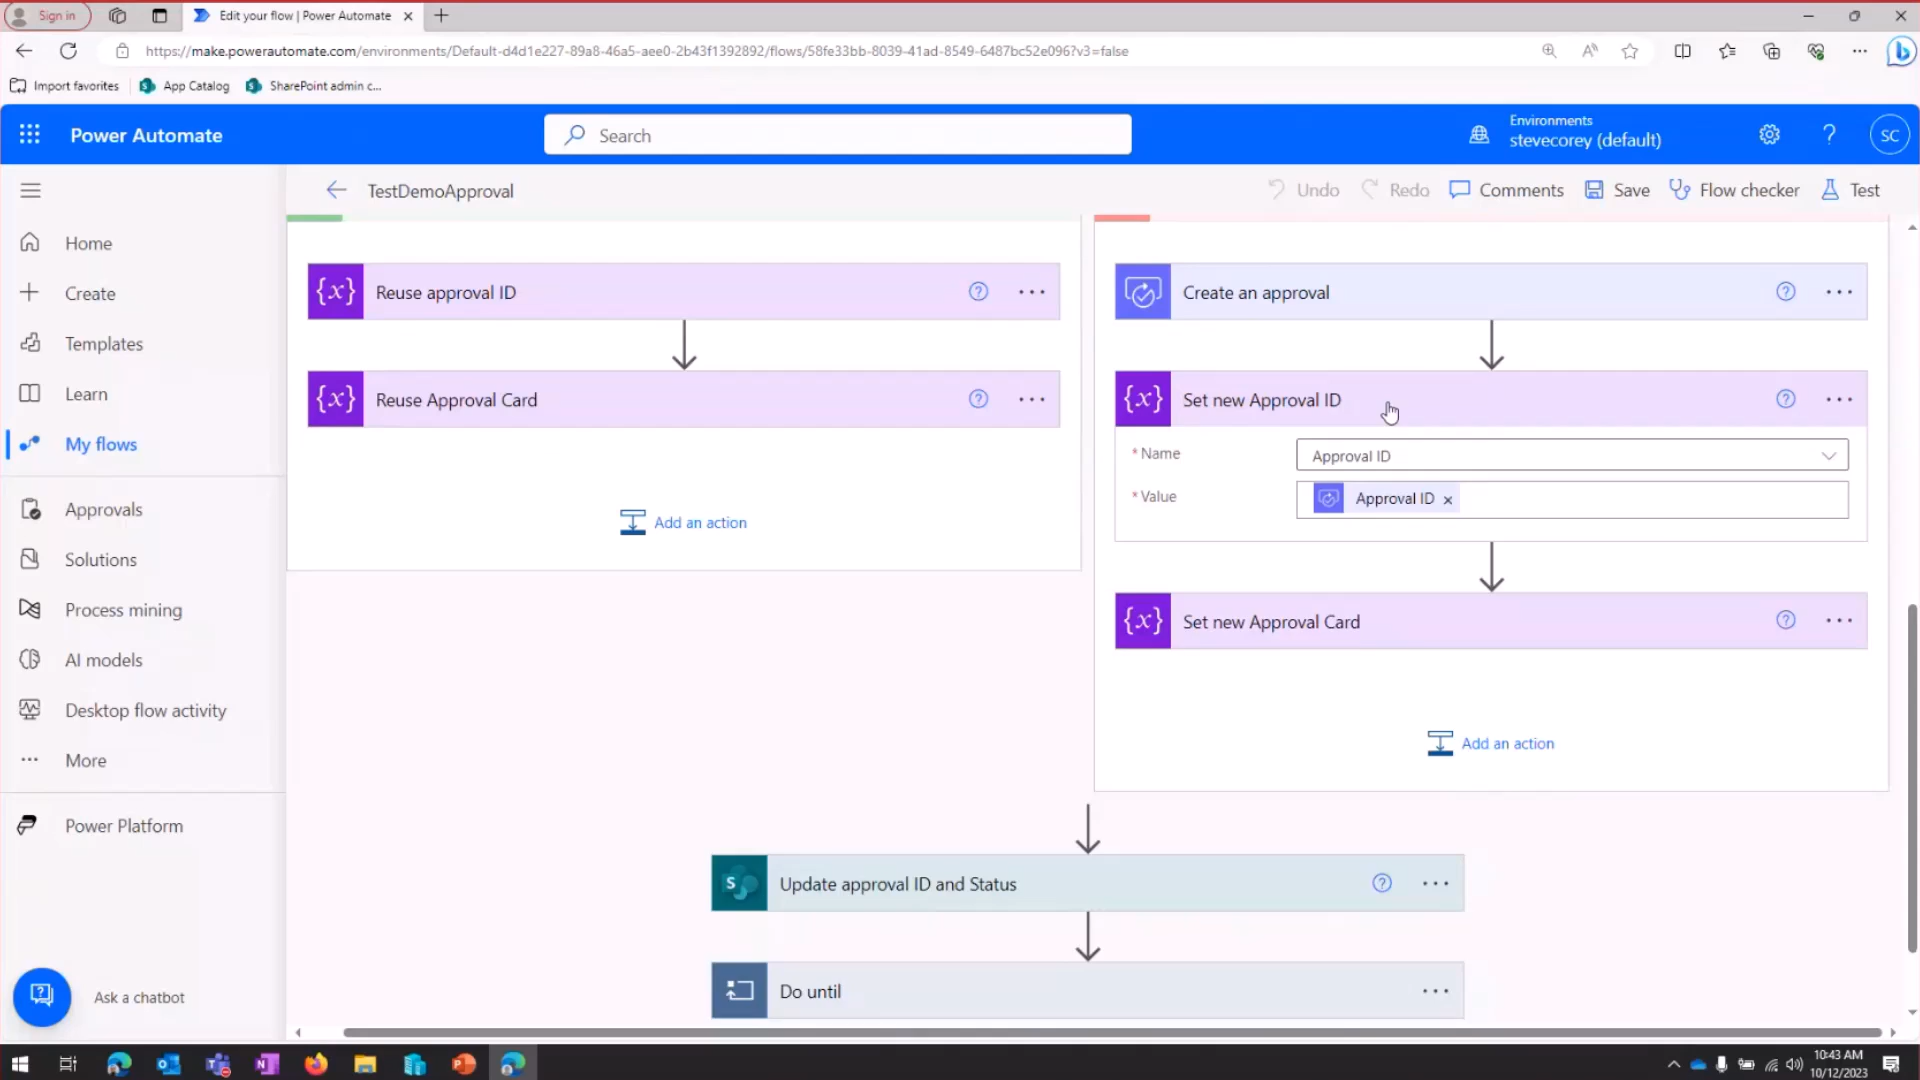 Sign in
Edit your flow | Power Automate
https://make.powerautomate.com/environments/Default-d4d1e227-89a8-46a5-aee0-2b43f1392892/flows/58fe33bb-8039-41ad-8549-6487bc52e096?v3=false
Import favorites
App Catalog
SharePoint admin c...
Power Automate
Search
Environments
stevecorey (default)
SC
TestDemoApproval
Undo
Redo
Comments
Save
Flow checker
Test
Home
Create
Templates
Learn
My flows
Approvals
Solutions
Process mining
AI models
Desktop flow activity
More
Power Platform
Ask a chatbot
{x} Reuse approval ID
{x} Reuse Approval Card
Add an action
Create an approval
{x} Set new Approval ID
* Name
Approval ID
* Value
Approval ID
{x} Set new Approval Card
Add an action
S Update approval ID and Status
Do until
10:43 AM
10/12/2023